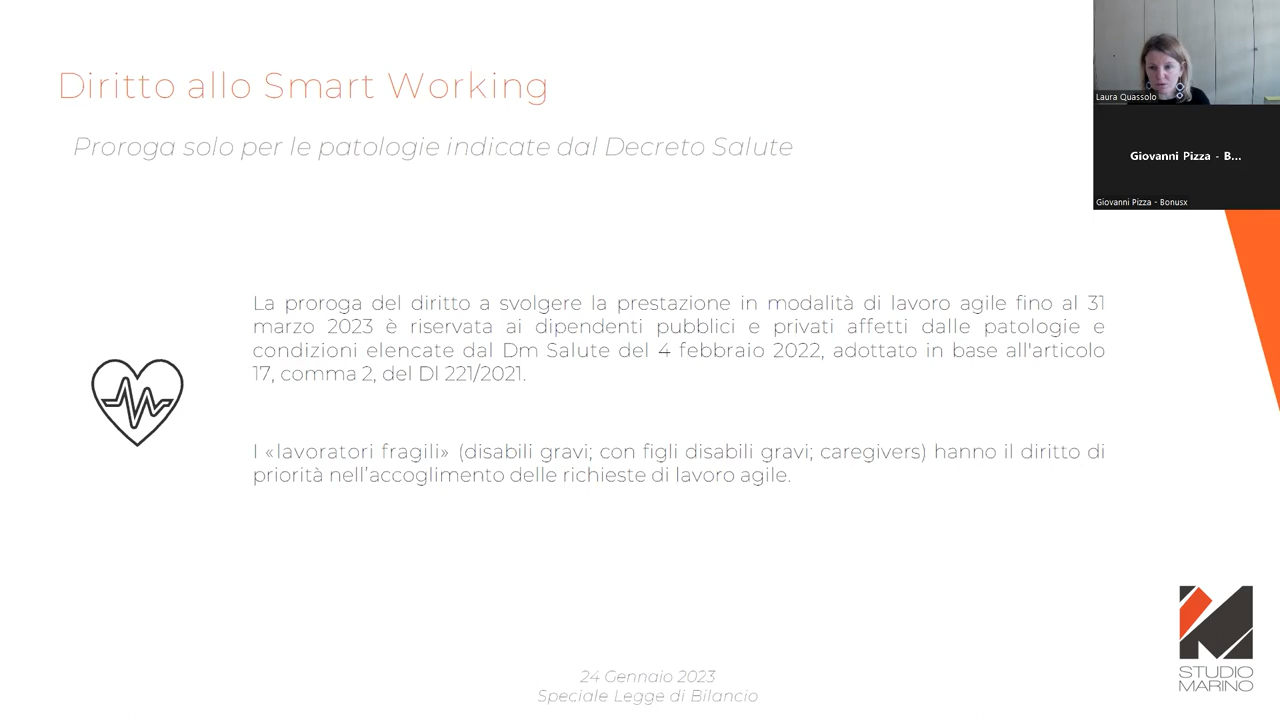 Diritto allo Smart Working
Proroga solo per le patologie indicate dal Decreto Salute
Laura Quassolo
Giovanni Pizza - B...
Giovanni Pizza - Bonusx
La proroga del diritto a svolgere la prestazione in modalità di lavoro agile fino al 31
marzo 2023 è riservata ai dipendenti pubblici e privati affetti dalle patologie e
condizioni elencate dal Dm Salute del 4 febbraio 2022, adottato in base all'articolo
17, comma 2, del Dl 221/2021.
I «lavoratori fragili» (disabili gravi; con figli disabili gravi; caregivers) hanno il diritto di
priorità nell’accoglimento delle richieste di lavoro agile.
24 Gennaio 2023
Speciale Legge di Bilancio
STUDIO
MARINO